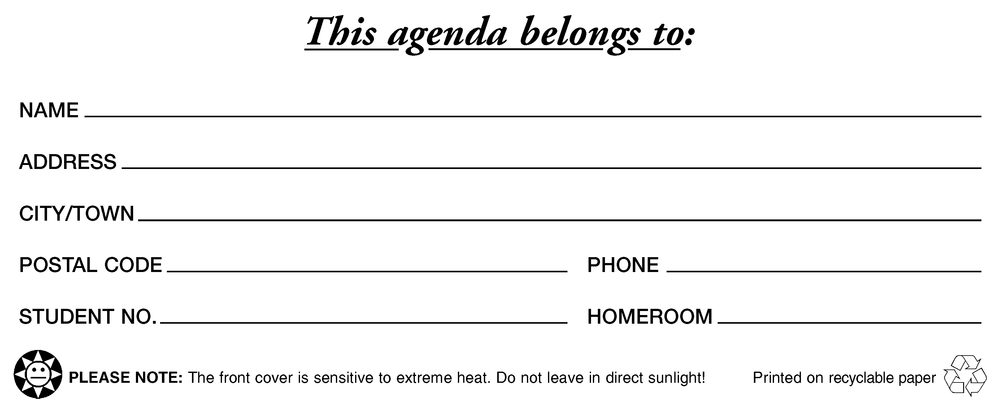 This agenda belongs to:
NAME
ADDRESS
CITY/TOWN
POSTAL CODE PHONE
STUDENT NO. HOMEROOM
PLEASE NOTE: The front cover is sensitive to extreme heat. Do not leave in direct sunlight! Printed on recyclable paper